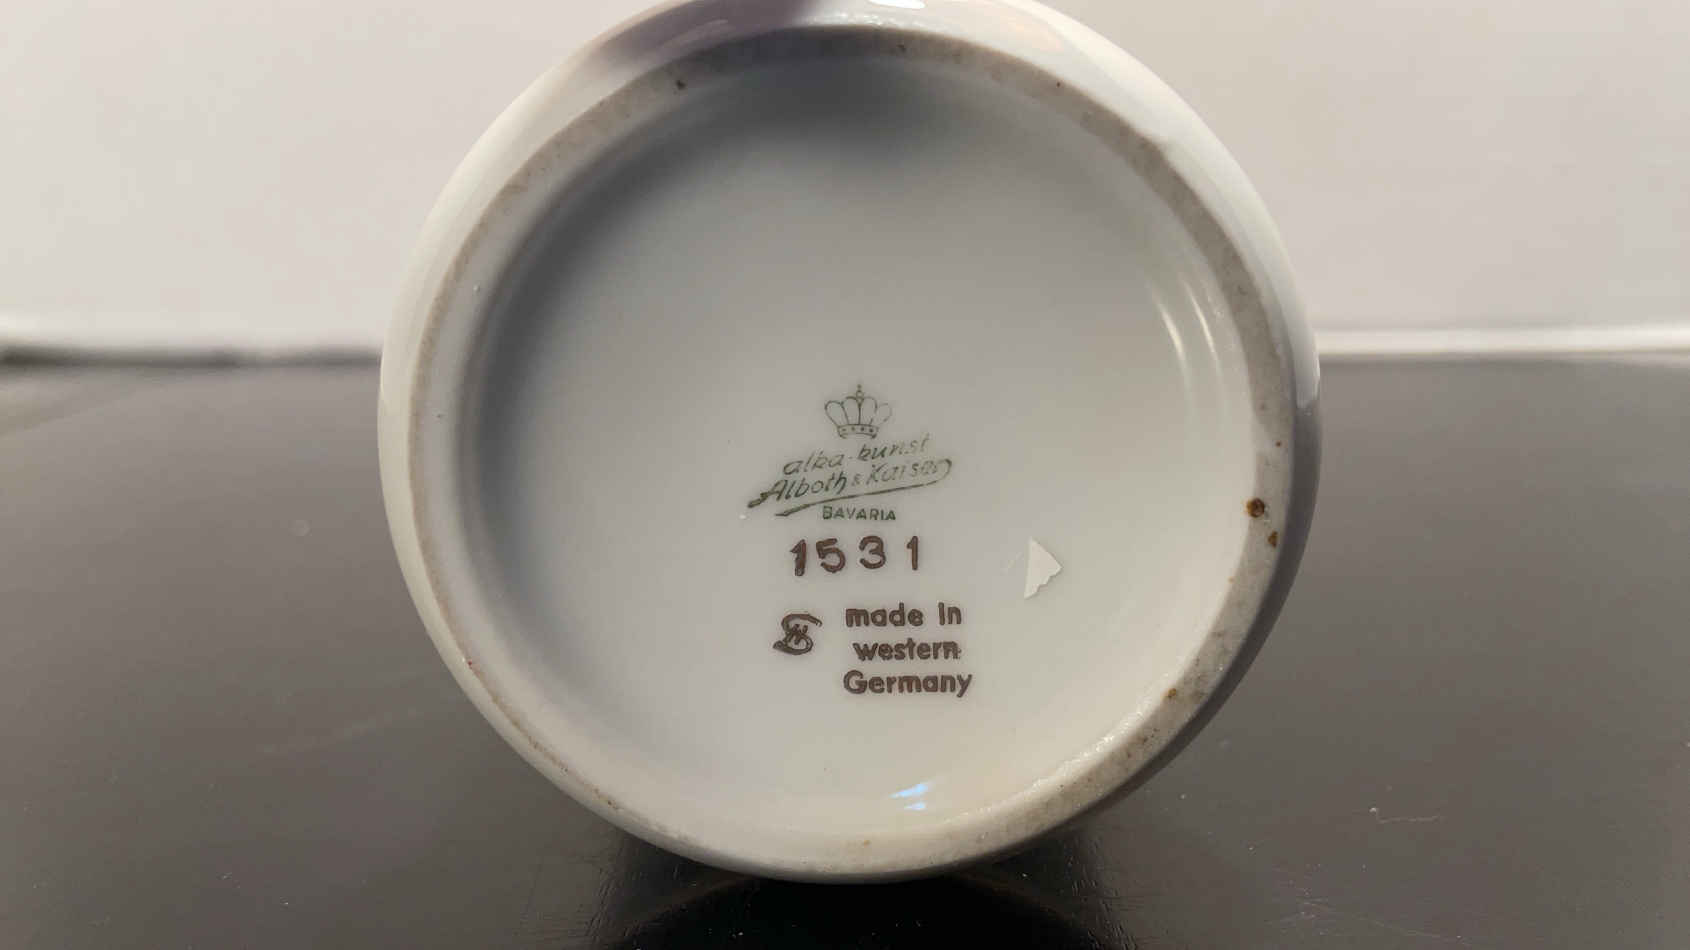 alka-kunst
Alboth & Kaiser
BAVARIA
1531
made in
western
Germany